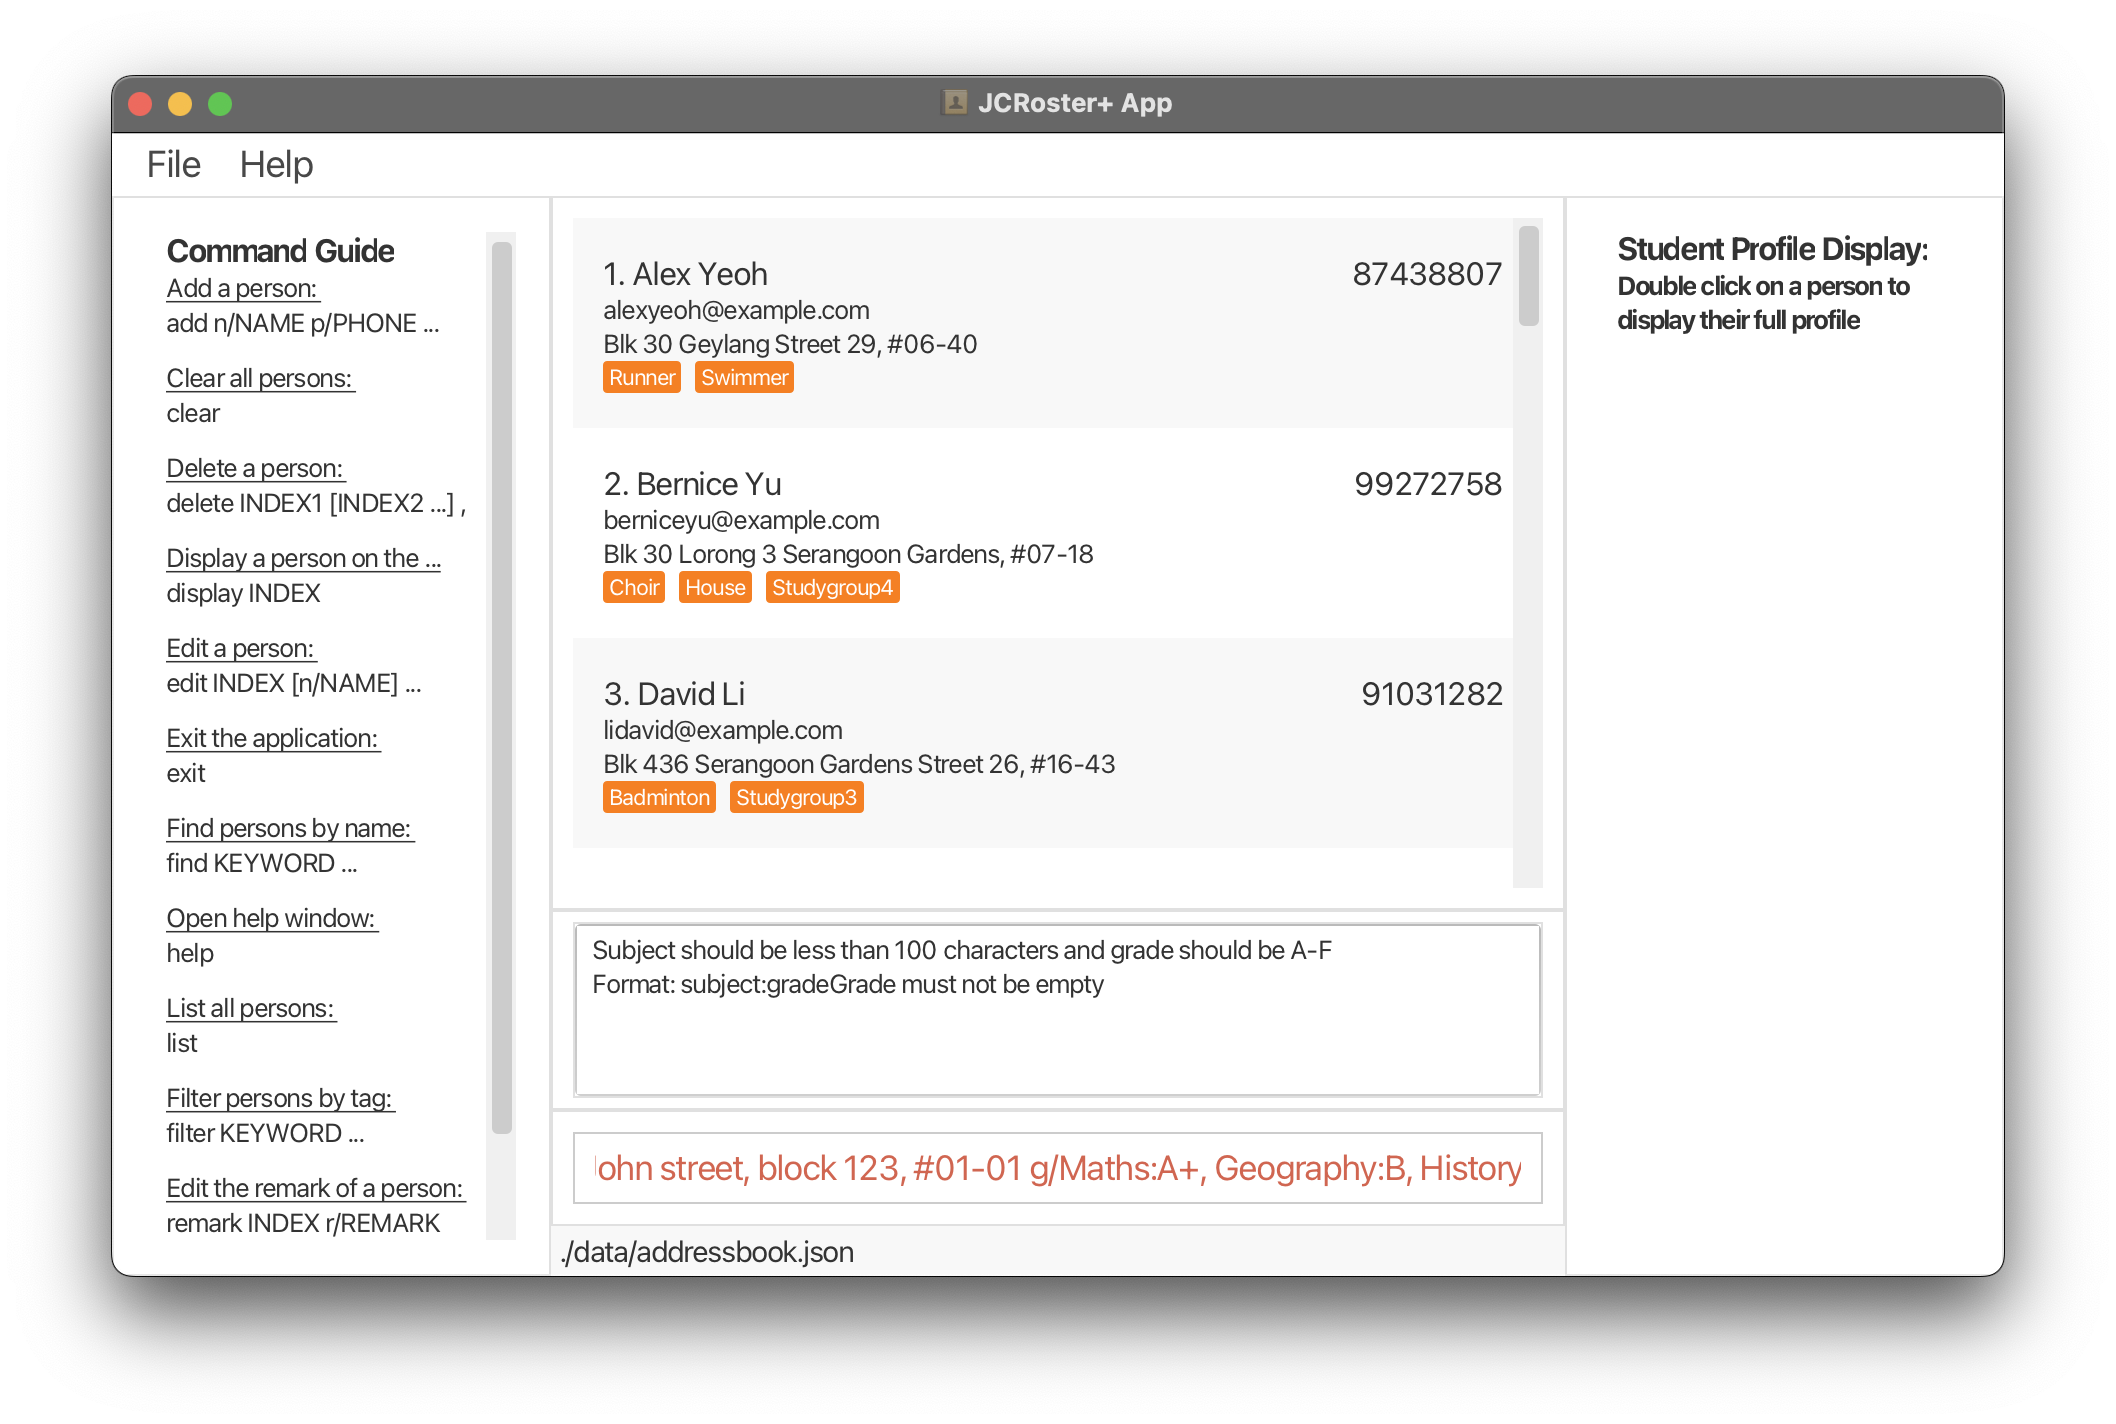 JCRoster+ App
File Help
Command Guide
Add a person:
add n/NAME p/PHONE ...
Clear all persons:
clear
Delete a person:
delete INDEX1 [INDEX2 ...] ,
Display a person on the ...
display INDEX
Edit a person:
edit INDEX [n/NAME] ...
Exit the application:
exit
Find persons by name:
find KEYWORD ...
Open help window:
help
List all persons:
list
Filter persons by tag:
filter KEYWORD ...
Edit the remark of a person:
remark INDEX r/REMARK
1. Alex Yeoh 87438807
alexyeoh@example.com
Blk 30 Geylang Street 29, #06-40
Runner Swimmer
2. Bernice Yu 99272758
berniceyu@example.com
Blk 30 Lorong 3 Serangoon Gardens, #07-18
Choir House Studygroup4
3. David Li 91031282
lidavid@example.com
Blk 436 Serangoon Gardens Street 26, #16-43
Badminton Studygroup3
Subject should be less than 100 characters and grade should be A-F
Format: subject:gradeGrade must not be empty
ohn street, block 123, #01-01 g/Maths:A+, Geography:B, History
./data/addressbook.json
Student Profile Display:
Double click on a person to
display their full profile